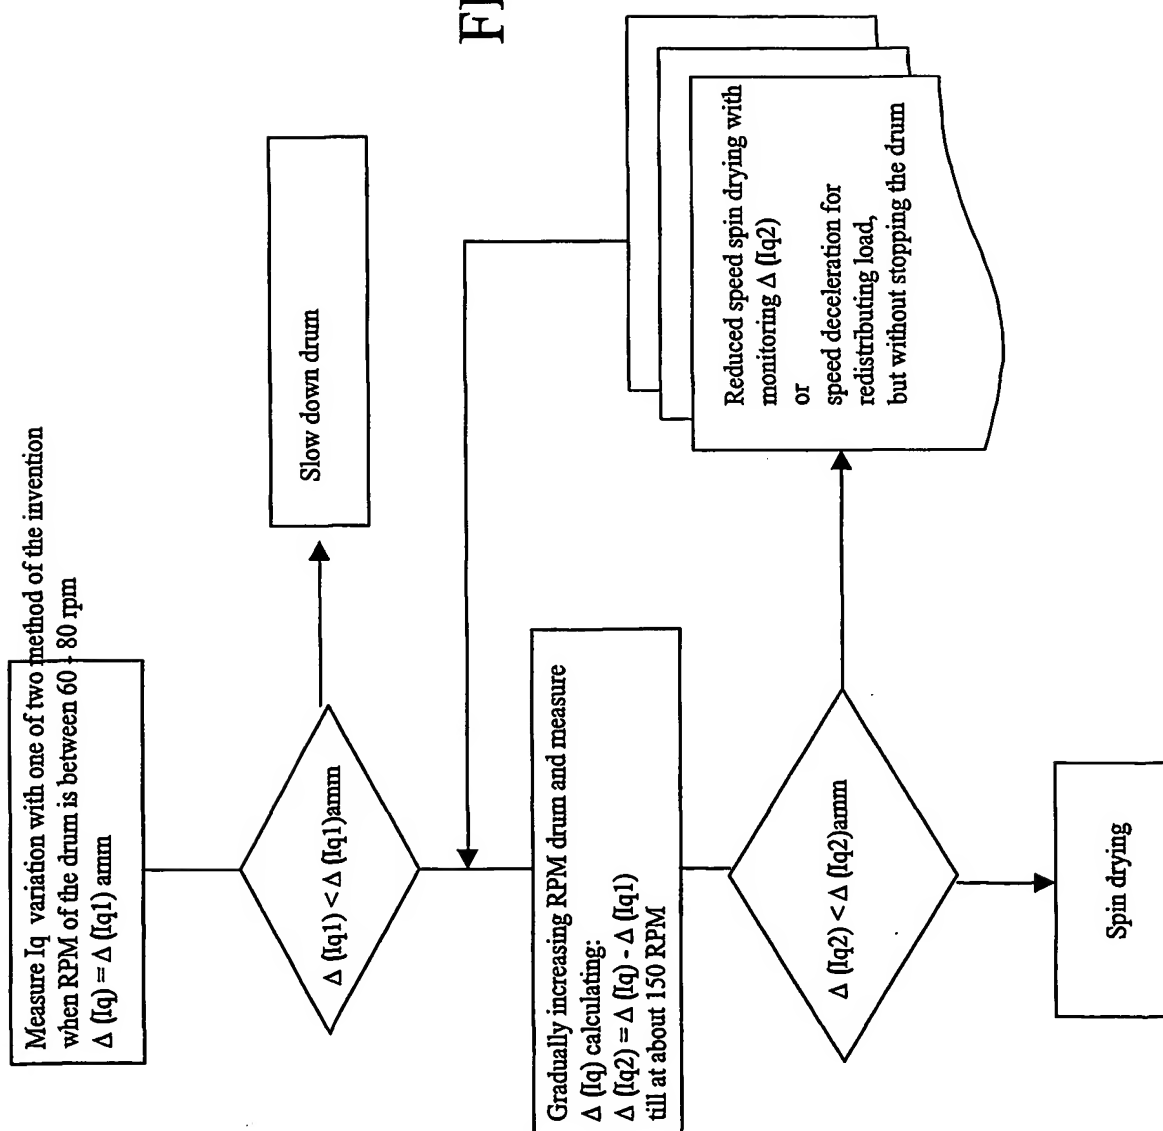 FI
Measure Iq variation with one of two method of the invention
when RPM of the drum is between 60 - 80 rpm
Δ (Iq) = Δ (Iq1) amm
Δ (Iq1) < Δ (Iq1)amm
Slow down drum
Gradually increasing RPM drum and measure
Δ (Iq) calculating:
Δ (Iq2) = Δ (Iq) - Δ (Iq1)
till at about 150 RPM
Δ (Iq2) < Δ (Iq2)amm
Reduced speed spin drying with
monitoring Δ (Iq2)
or
speed deceleration for
redistributing load,
but without stopping the drum
Spin drying